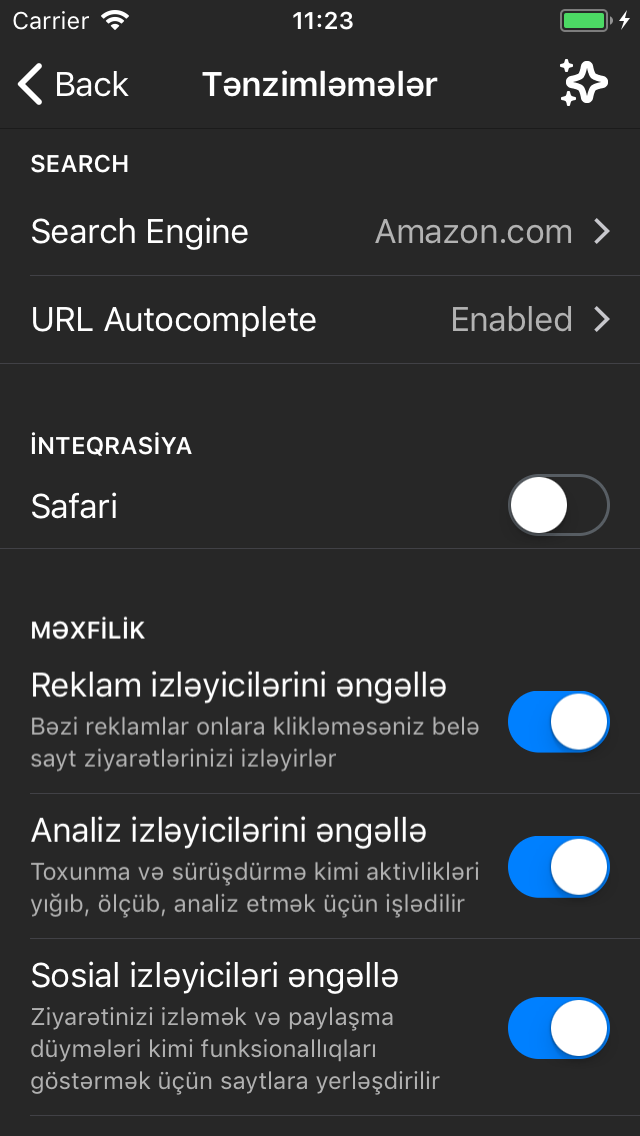 Carrier 11:23
Back Tənzimləmələr
SEARCH
Search Engine Amazon.com
URL Autocomplete Enabled
İNTEQRASİYA
Safari
MƏXFİLİK
Reklam izləyicilərini əngəllə
Bəzi reklamlar onlara klikləməsəniz belə
sayt ziyarətlərinizi izləyirlər
Analiz izləyicilərini əngəllə
Toxunma və sürüşdürmə kimi aktivlikləri
yığıb, ölçüb, analiz etmək üçün işlədilir
Sosial izləyiciləri əngəllə
Ziyarətinizi izləmək və paylaşma
düymələri kimi funksionallıqları
göstərmək üçün saytlara yerləşdirilir